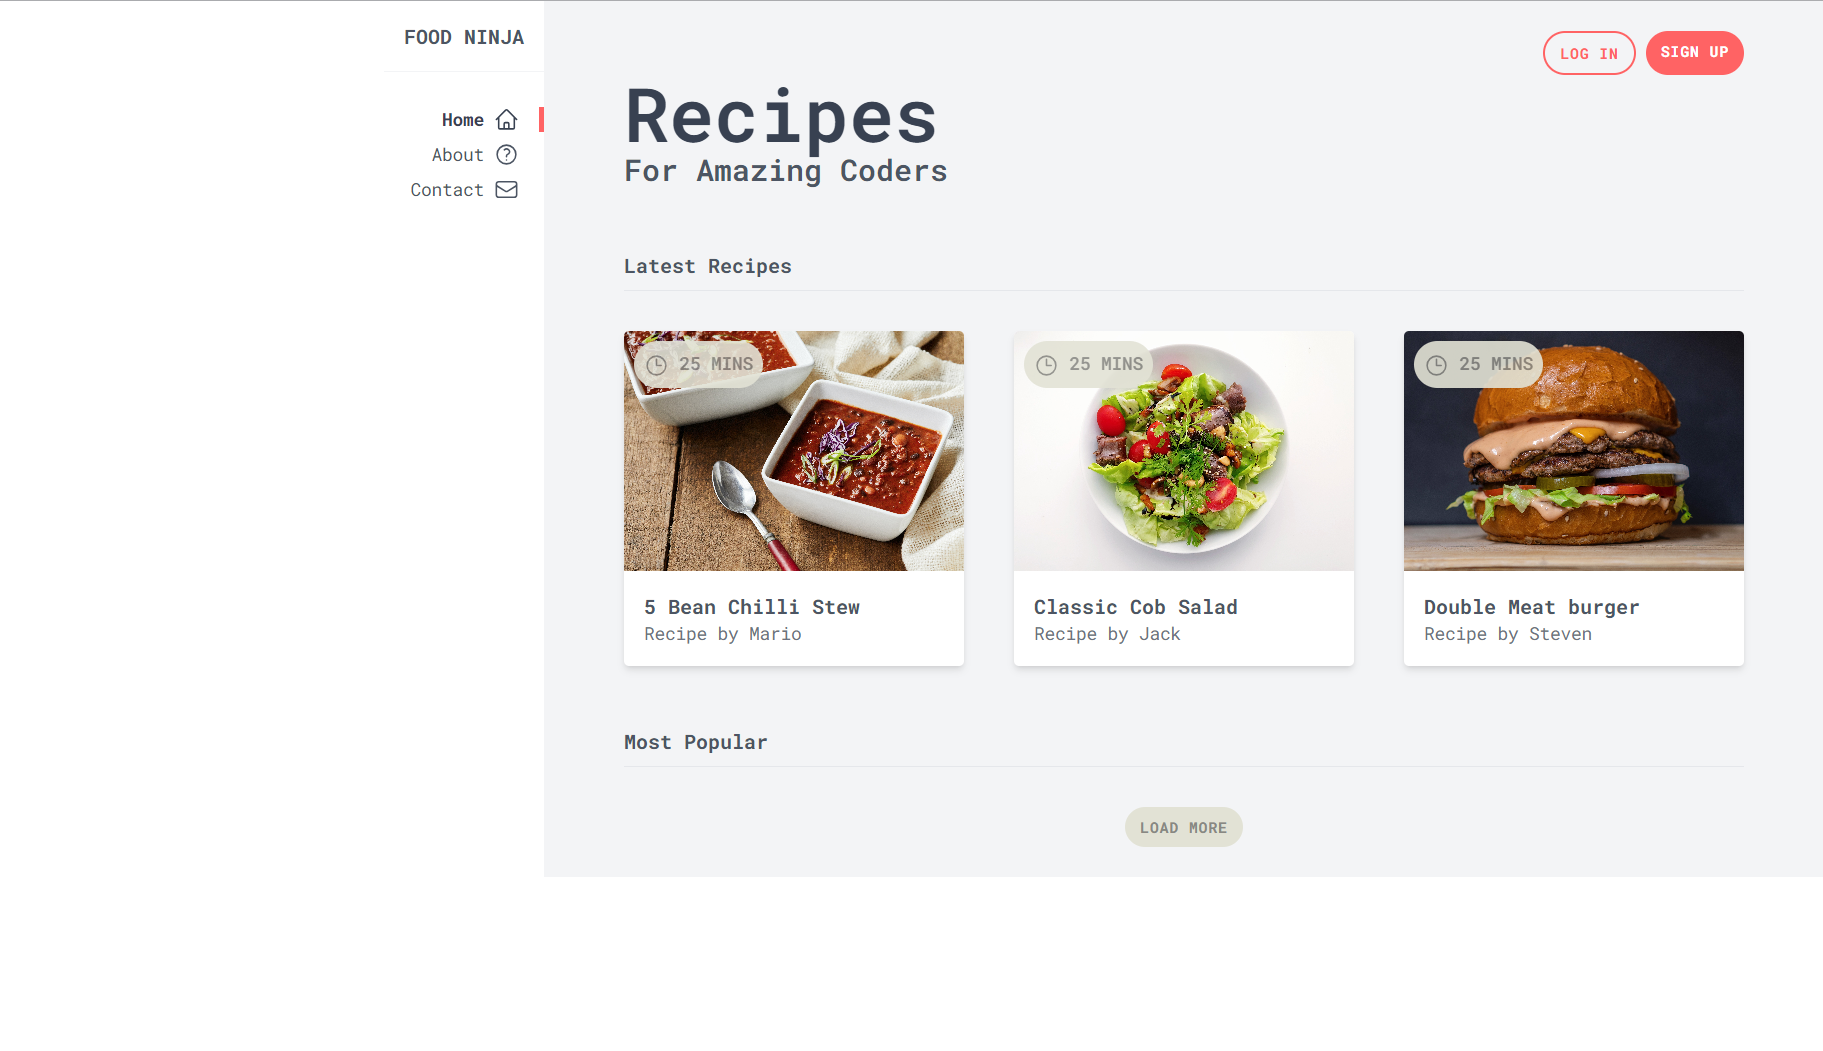 FOOD NINJA
Home
About
Contact
LOG IN
SIGN UP
Recipes
For Amazing Coders
Latest Recipes
25 MINS
5 Bean Chilli Stew
Recipe by Mario
25 MINS
Classic Cob Salad
Recipe by Jack
25 MINS
Double Meat burger
Recipe by Steven
Most Popular
LOAD MORE